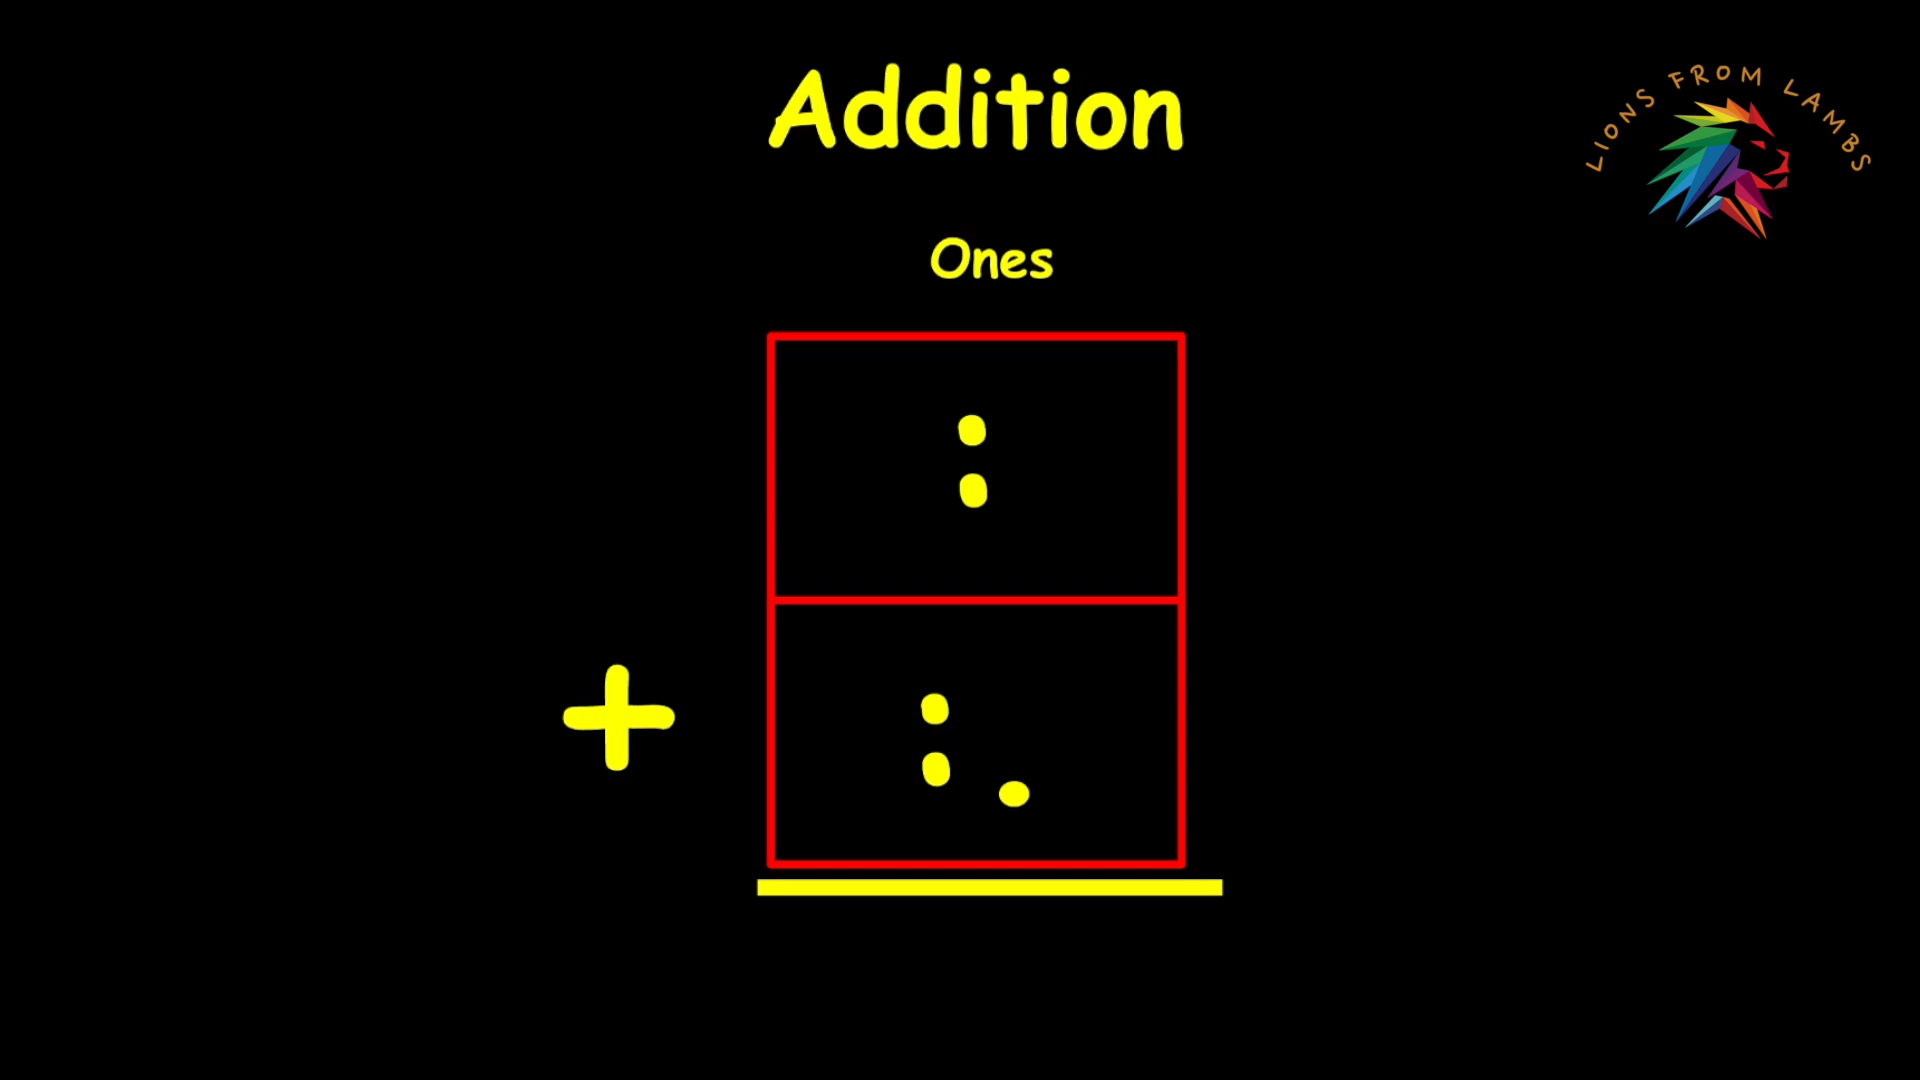 Addition
LIONS FROM LAMBS
Ones
:
+
:.